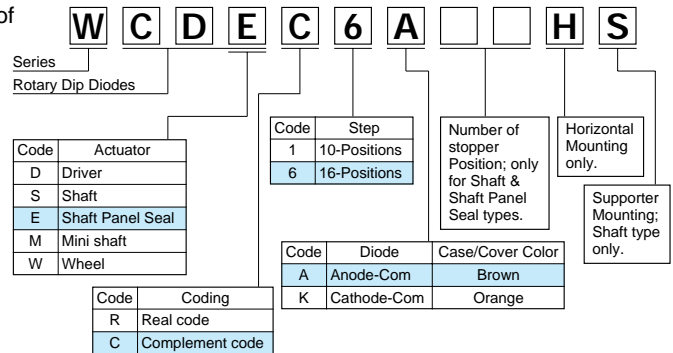 of
W C D E C 6 A H S
Series
Rotary Dip Diodes
Code Actuator
D Driver
S Shaft
E Shaft Panel Seal
M Mini shaft
W Wheel
Code Coding
R Real code
C Complement code
Code Step
1 10-Positions
6 16-Positions
Code Diode Case/Cover Color
A Anode-Com Brown
K Cathode-Com Orange
Number of
stopper
Position; only
for Shaft &
Shaft Panel
Seal types.
Horizontal
Mounting
only.
Supporter
Mounting;
Shaft type
only.